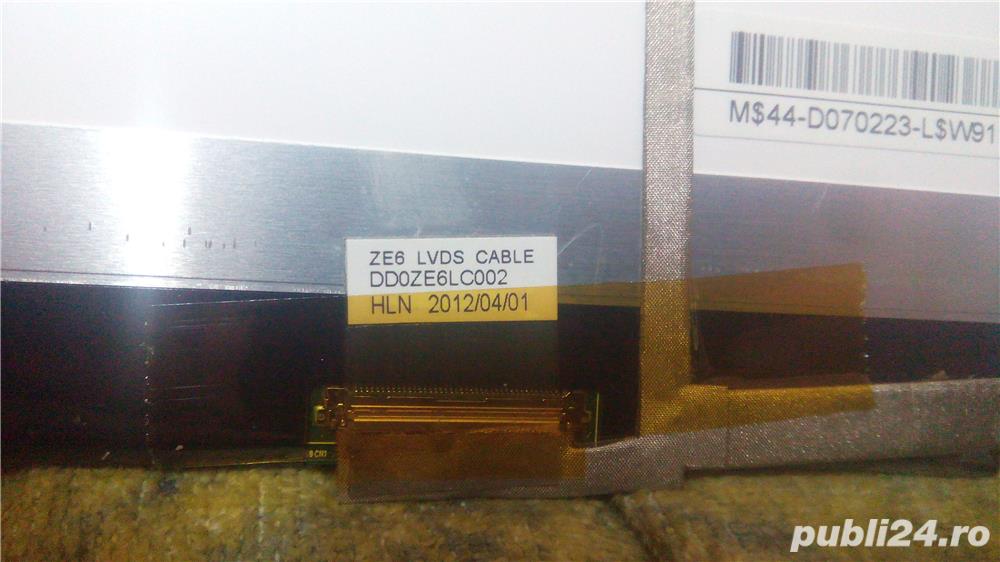 M$44-D070223-L$W91
ZE6 LVDS CABLE
DD0ZE6LC002
HLN 2012/04/01
publi24.ro